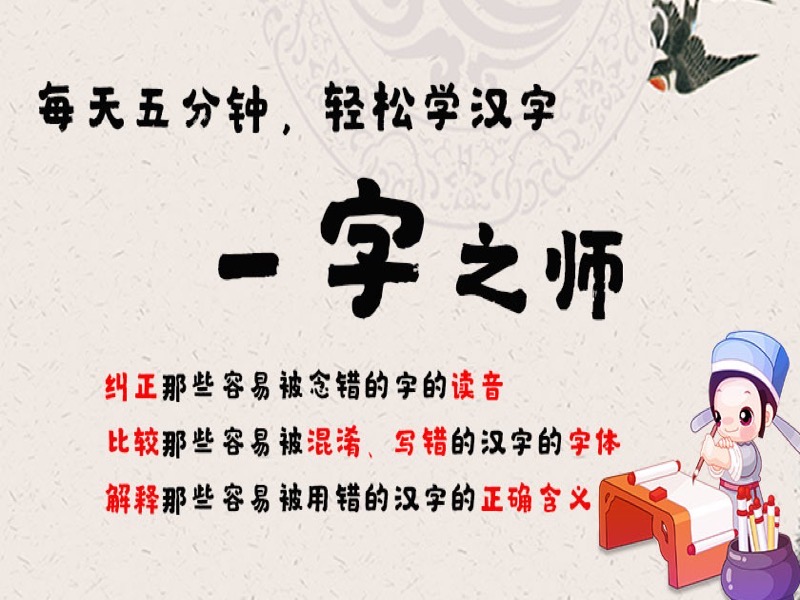 每天五分钟，轻松学汉字
一字之师
纠正那些容易被念错的字的读音
比较那些容易被混淆、写错的汉字的字体
解释那些容易被用错的汉字的正确含义